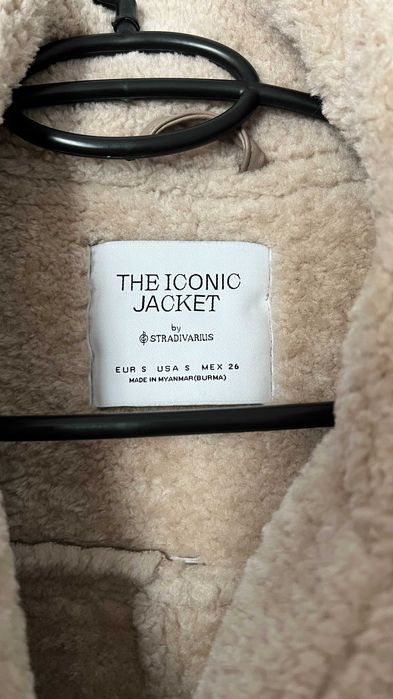 THE ICONIC
JACKET
by
STRADIVARIUS
EUR S USA S MEX 26
MADE IN MYANMAR(BURMA)